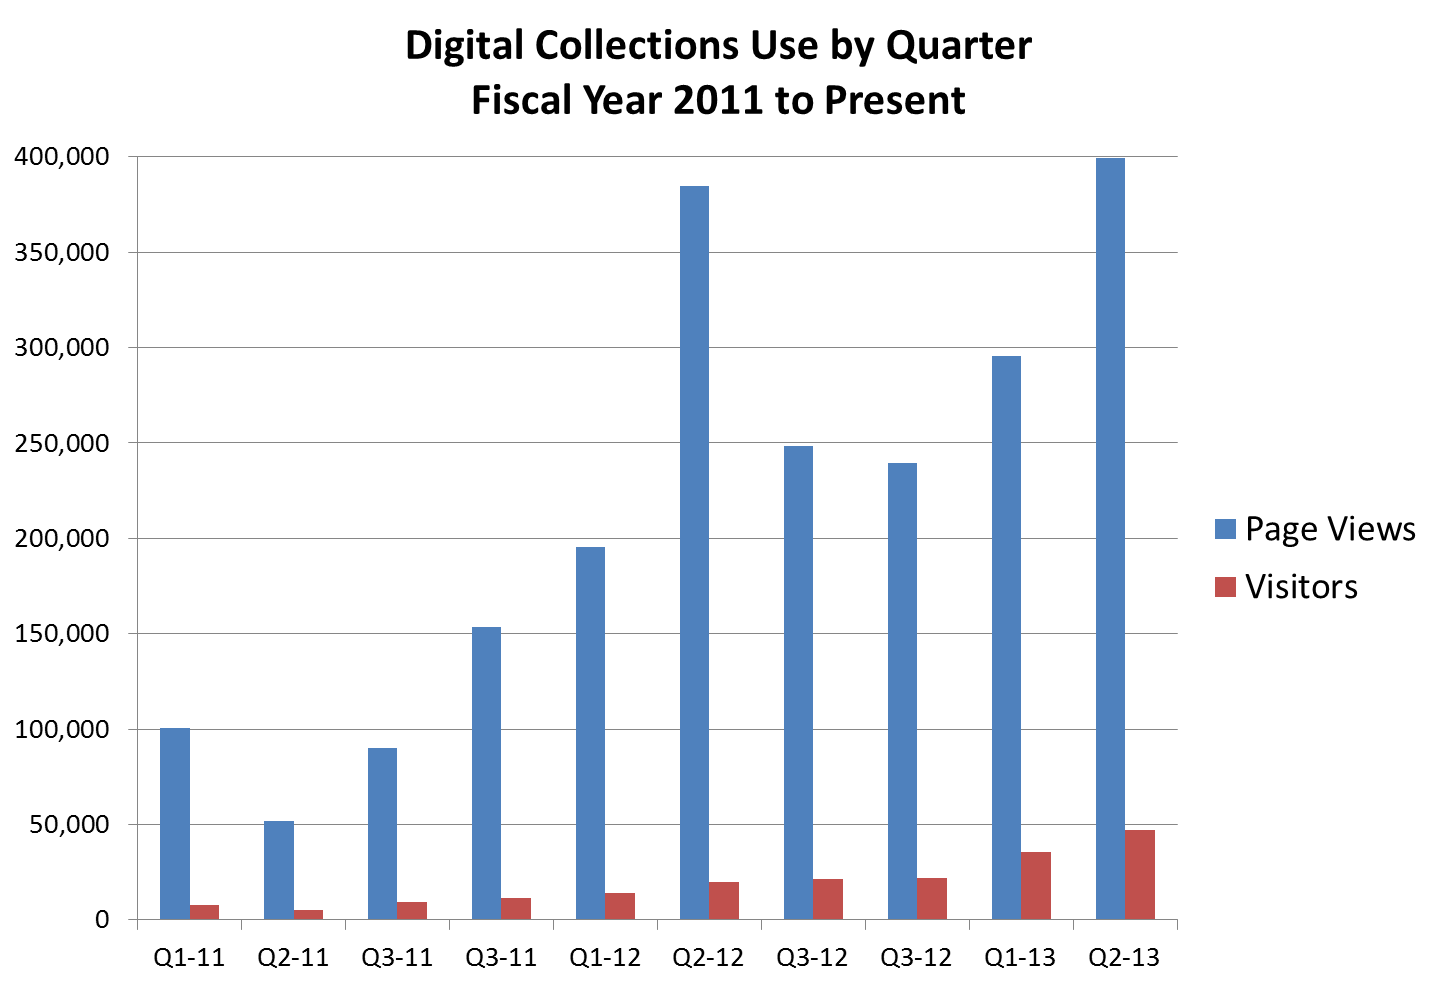 Digital Collections Use by Quarter
Fiscal Year 2011 to Present
400,000
350,000
300,000
250,000
200,000
150,000
100,000
50,000
0
Q1-11 Q2-11 Q3-11 Q3-11 Q1-12 Q2-12 Q3-12 Q3-12 Q1-13 Q2-13
Page Views
Visitors